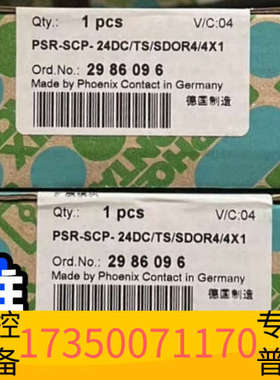 Qty.: 1 pcs V/C:04
PSR-SCP- 24DC/TS/SDOR4/4X1
Ord.No.: 29 86 09 6
Made by Phoenix Contact in Germany
德国制造
Qty.: 1 pcs V/C:04
PSR-SCP- 24DC/TS/SDOR4/4X1
Ord.No.: 29 86 09 6
Made by Phoenix Contact in Germany
德国制造
控 17350071170 专
备 普